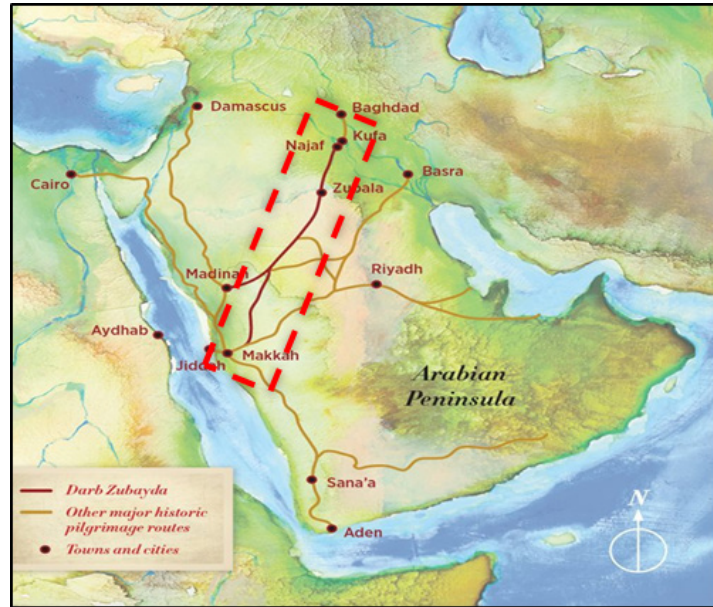 Damascus
Baghdad
Kufa
Najaf
Cairo
Basra
Zubala
Madinah
Riyadh
Aydhab
Jiddah
Makkah
Arabian
Peninsula
Sana'a
Aden
N
Darb Zubayda
Other major historic
pilgrimage routes
Towns and cities